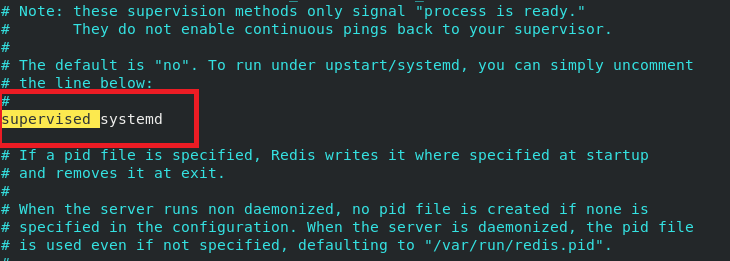 # Note: these supervision methods only signal "process is ready."
#       They do not enable continuous pings back to your supervisor.
#
# The default is "no". To run under upstart/systemd, you can simply uncomment
# the line below:
#
supervised systemd
# If a pid file is specified, Redis writes it where specified at startup
# and removes it at exit.
#
# When the server runs non daemonized, no pid file is created if none is
# specified in the configuration. When the server is daemonized, the pid file
# is used even if not specified, defaulting to "/var/run/redis.pid".
#